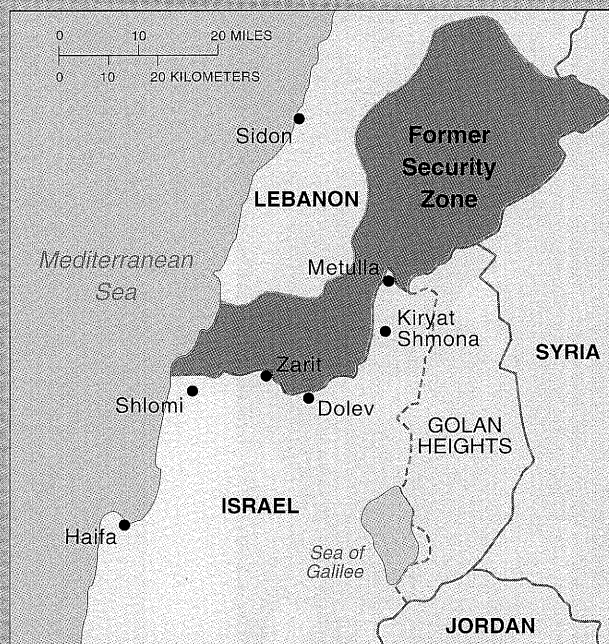 0 10 20 MILES
0 10 20 KILOMETERS
Sidon
Former
Security
Zone
LEBANON
Mediterranean
Sea
Metulla
Kiryat
Shmona
SYRIA
Zarit
Shlomi
Dolev
GOLAN
HEIGHTS
ISRAEL
Haifa
Sea of
Galilee
JORDAN